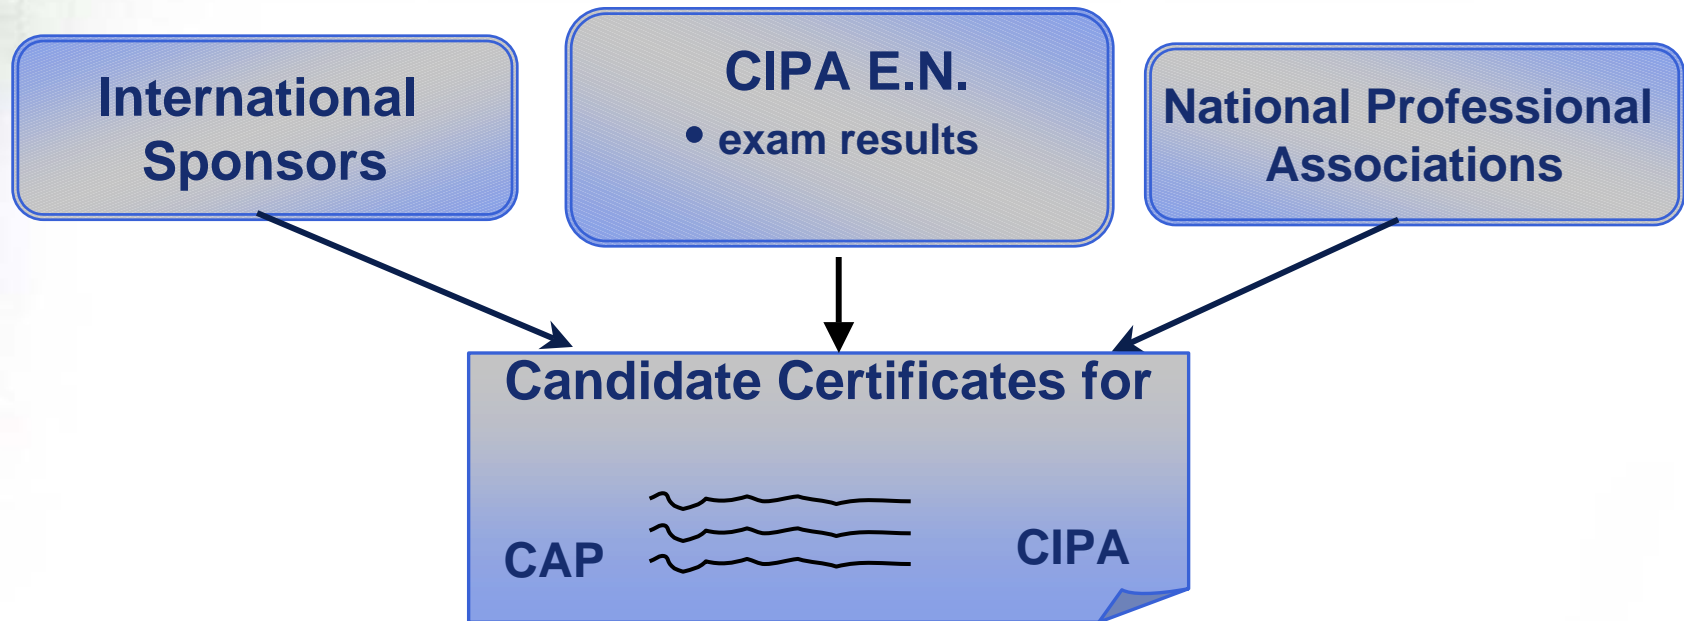 International
Sponsors
CIPA E.N.
• exam results
National Professional
Associations
Candidate Certificates for
CAP
CIPA